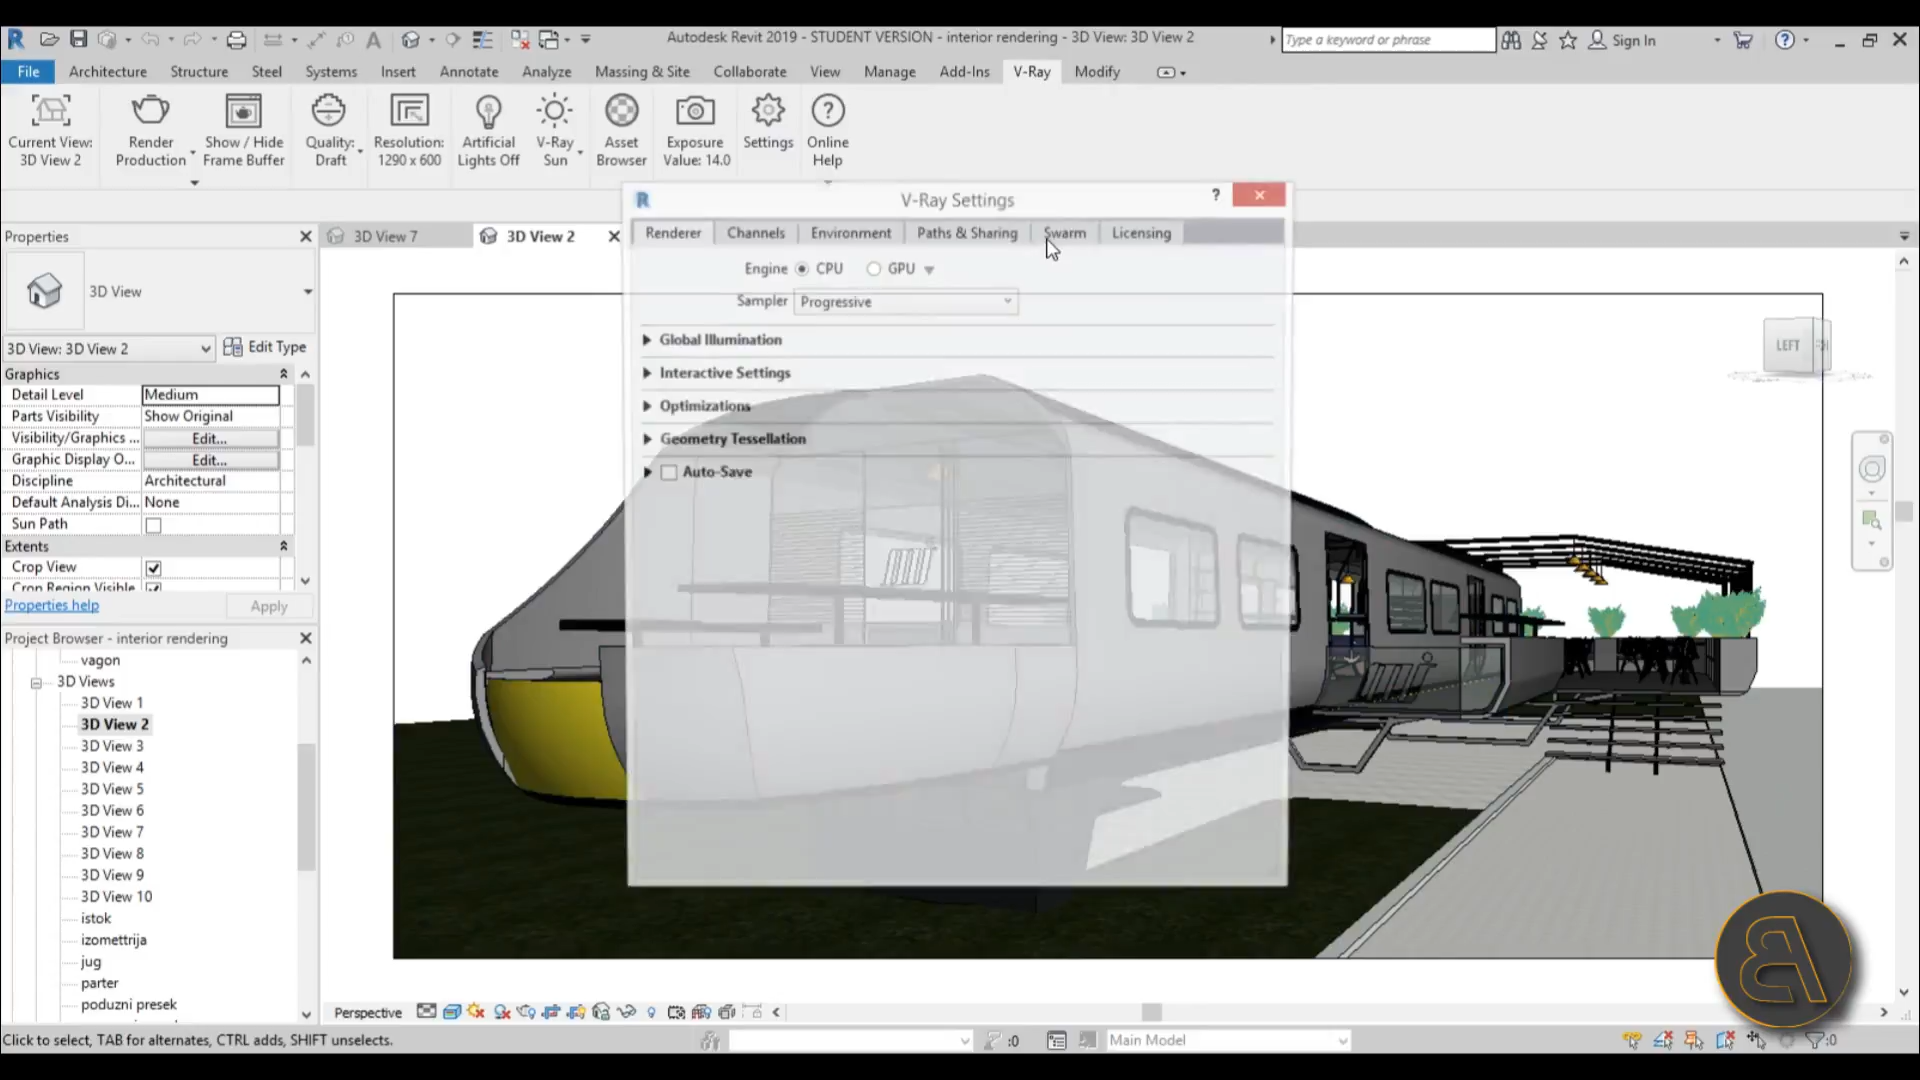 Autodesk Revit 2019 - STUDENT VERSION - interior rendering - 3D View: 3D View 2
Type a keyword or phrase
Sign In
File Architecture Structure Steel Systems Insert Annotate Analyze Massing & Site Collaborate View Manage Add-Ins V-Ray Modify
Current View:
3D View 2
Render
Production
Show / Hide
Frame Buffer
Quality:
Draft
Resolution:
1290 x 600
Artificial
Lights Off
V-Ray
Sun
Asset
Browser
Exposure
Value: 14.0
Settings
Online
Help
V-Ray Settings
?
Renderer Channels Environment Paths & Sharing Swarm Licensing
Engine CPU GPU
Sampler Progressive
Global Illumination
Interactive Settings
Optimizations
Geometry Tessellation
Auto-Save
Properties
3D View 7
3D View 2
3D View
3D View: 3D View 2
Edit Type
Graphics
Detail Level Medium
Parts Visibility Show Original
Visibility/Graphics ... Edit...
Graphic Display O... Edit...
Discipline Architectural
Default Analysis Di... None
Sun Path
Extents
Crop View
Crop Region Visible
Properties help
Apply
Project Browser - interior rendering
vagon
3D Views
3D View 1
3D View 2
3D View 3
3D View 4
3D View 5
3D View 6
3D View 7
3D View 8
3D View 9
3D View 10
istok
izomettrija
jug
parter
poduzni presek
LEFT
Perspective
Click to select, TAB for alternates, CTRL adds, SHIFT unselects.
:0
Main Model
:0